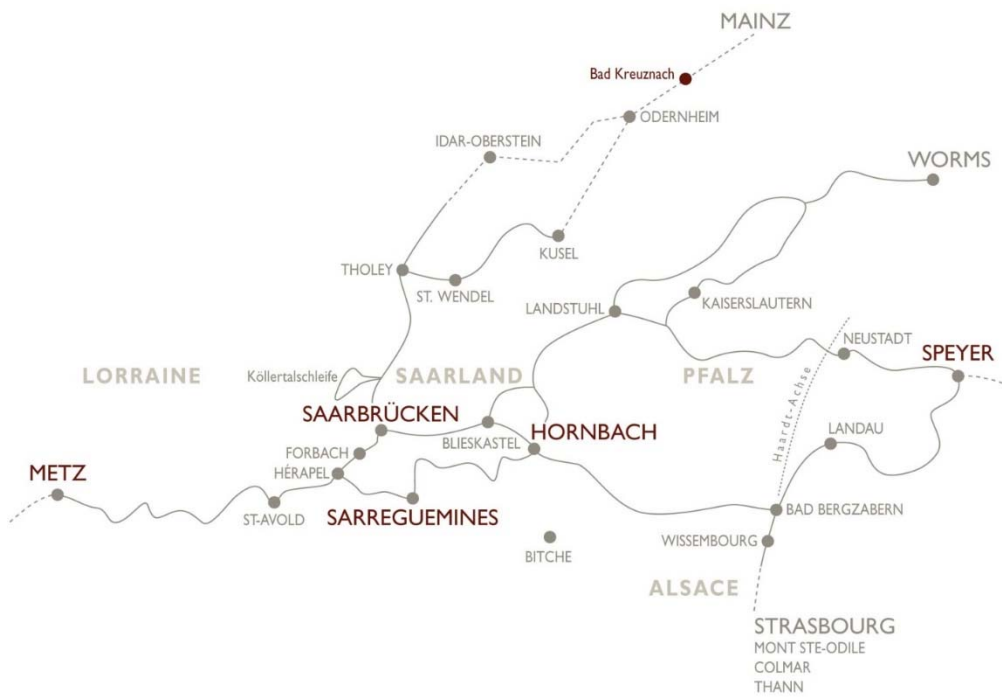 MAINZ
Bad Kreuznach
ODERNHEIM
IDAR-OBERSTEIN
WORMS
KUSEL
THOLEY
ST. WENDEL
KAISERSLAUTERN
LANDSTUHL
NEUSTADT
SPEYER
LORRAINE
Köllertalschleife
SAARLAND
PFALZ
Haardt-Achse
SAARBRÜCKEN
HORNBACH
BLIESKASTEL
LANDAU
FORBACH
METZ
HÉRAPEL
ST-AVOLD
SARREGUEMINES
BAD BERGZABERN
WISSEMBOURG
BITCHE
ALSACE
STRASBOURG
MONT STE-ODILE
COLMAR
THANN